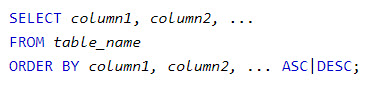 SELECT column1, column2, ...
FROM table_name
ORDER BY column1, column2, ... ASC|DESC;